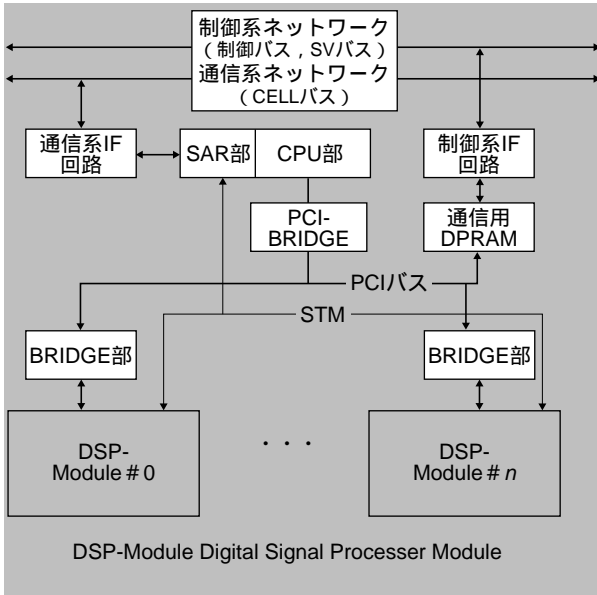 制御系ネットワーク
（制御バス，SVバス）
通信系ネットワーク
（CELLバス）
通信系IF
回路
SAR部
CPU部
制御系IF
回路
PCI-
BRIDGE
通信用
DPRAM
PCIバス
STM
BRIDGE部
BRIDGE部
DSP-
Module＃0
・・・
DSP-
Module＃n
DSP-Module Digital Signal Processer Module